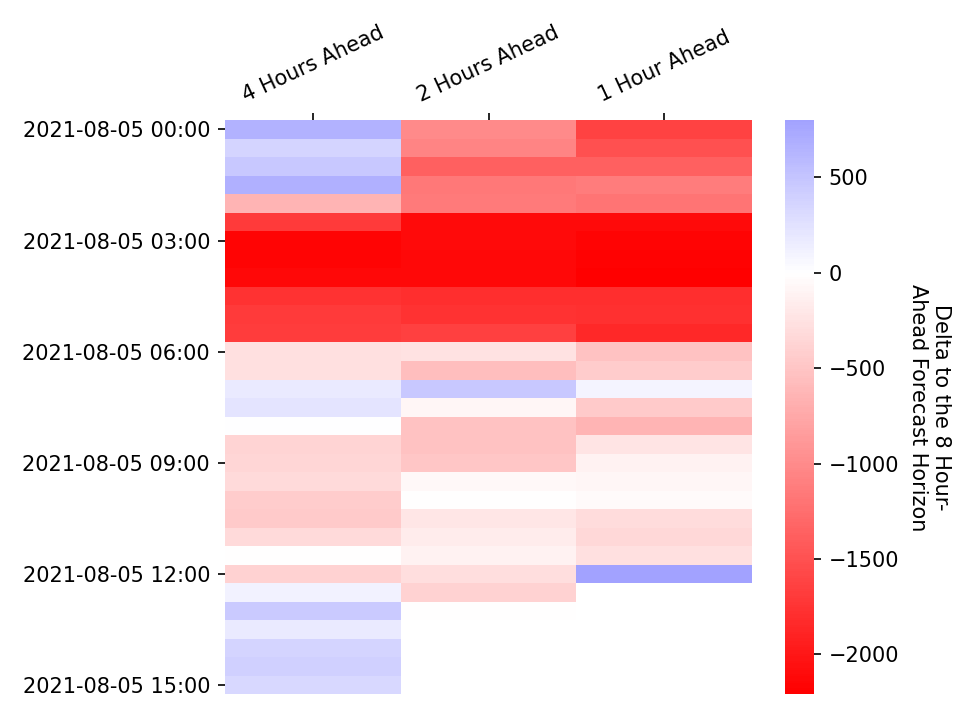 4 Hours Ahead
2 Hours Ahead
1 Hour Ahead
2021-08-05 00:00
2021-08-05 03:00
2021-08-05 06:00
2021-08-05 09:00
2021-08-05 12:00
2021-08-05 15:00
500
0
−500
−1000
−1500
−2000
Delta to the 8 Hour-
Ahead Forecast Horizon